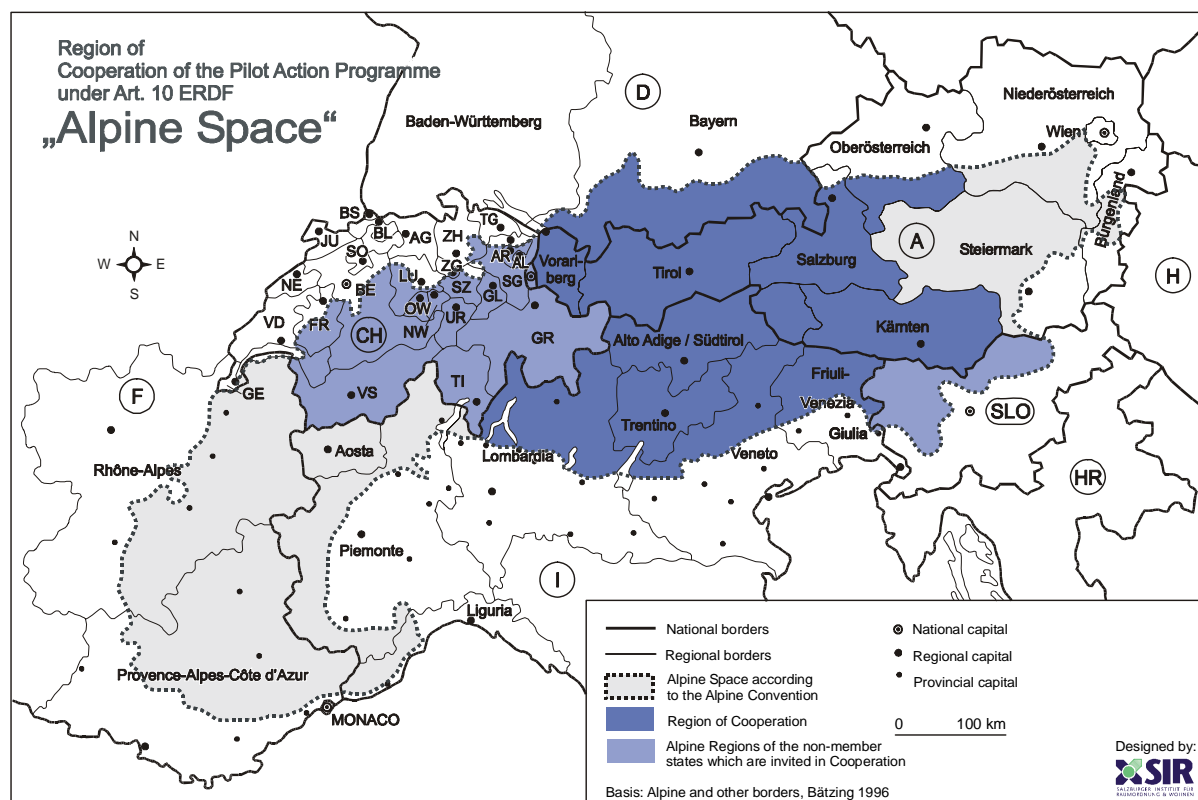 Region of
Cooperation of the Pilot Action Programme
under Art. 10 ERDF
„Alpine Space“
N
W
E
S
D
Baden-Württemberg
Bayern
Niederösterreich
Oberösterreich
Wien
Burgenland
A
Steiermark
H
BS
BL
JU
SO
AG
ZH
TG
AR
AL
ZG
LU
SZ
SG
GL
NE
BE
OW
NW
UR
GR
FR
VD
CH
VS
TI
GE
Vorarl-
berg
Tirol
Salzburg
Kärnten
Alto Adige / Südtirol
Trentino
Friuli-
Venezia
Giulia
SLO
HR
F
Aosta
Lombardia
Veneto
Rhône-Alpes
Piemonte
I
Liguria
Provence-Alpes-Côte d'Azur
MONACO
National borders
Regional borders
Alpine Space according
to the Alpine Convention
Region of Cooperation
Alpine Regions of the non-member
states which are invited in Cooperation
National capital
Regional capital
Provincial capital
0 100 km
Basis: Alpine and other borders, Bätzing 1996
Designed by:
SIR
SALZBURGER INSTITUT FÜR
RAUMORDNUNG & WOHNEN